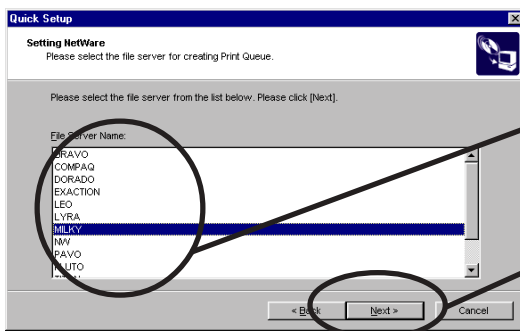 Quick Setup
Setting NetWare
Please select the file server for creating Print Queue.
Please select the file server from the list below. Please click [Next].
File Server Name:
BRAVO
COMPAQ
DORADO
EXACTION
LEO
LYRA
MILKY
NW
PAVO
PLUTO
< Back
Next >
Cancel